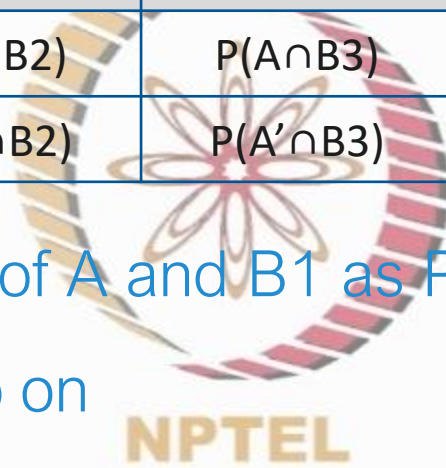 B2) P(A∩B3)
∩B2) P(A’∩B3)
of A and B1 as P
on
NPTEL